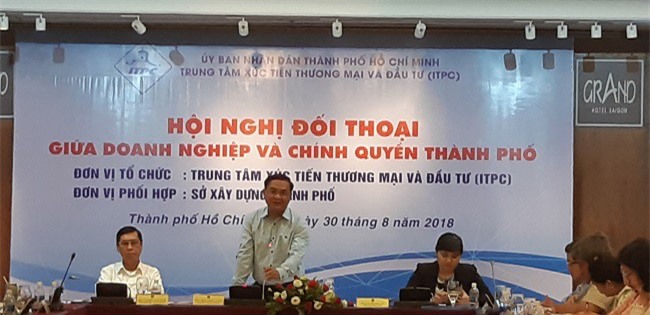 ITPC
ỦY BAN NHÂN DÂN THÀNH PHỐ HỒ CHÍ MINH
TRUNG TÂM XÚC TIẾN THƯƠNG MẠI VÀ ĐẦU TƯ (ITPC)
HỘI NGHỊ ĐỐI THOẠI
GIỮA DOANH NGHIỆP VÀ CHÍNH QUYỀN THÀNH PHỐ
ĐƠN VỊ TỔ CHỨC : TRUNG TÂM XÚC TIẾN THƯƠNG MẠI VÀ ĐẦU TƯ (ITPC)
ĐƠN VỊ PHỐI HỢP : SỞ XÂY DỰNG NH PHỐ
Thành phố Hồ Chí ày 30 tháng 8 năm 2018
GRAND
HOTEL SAIGON